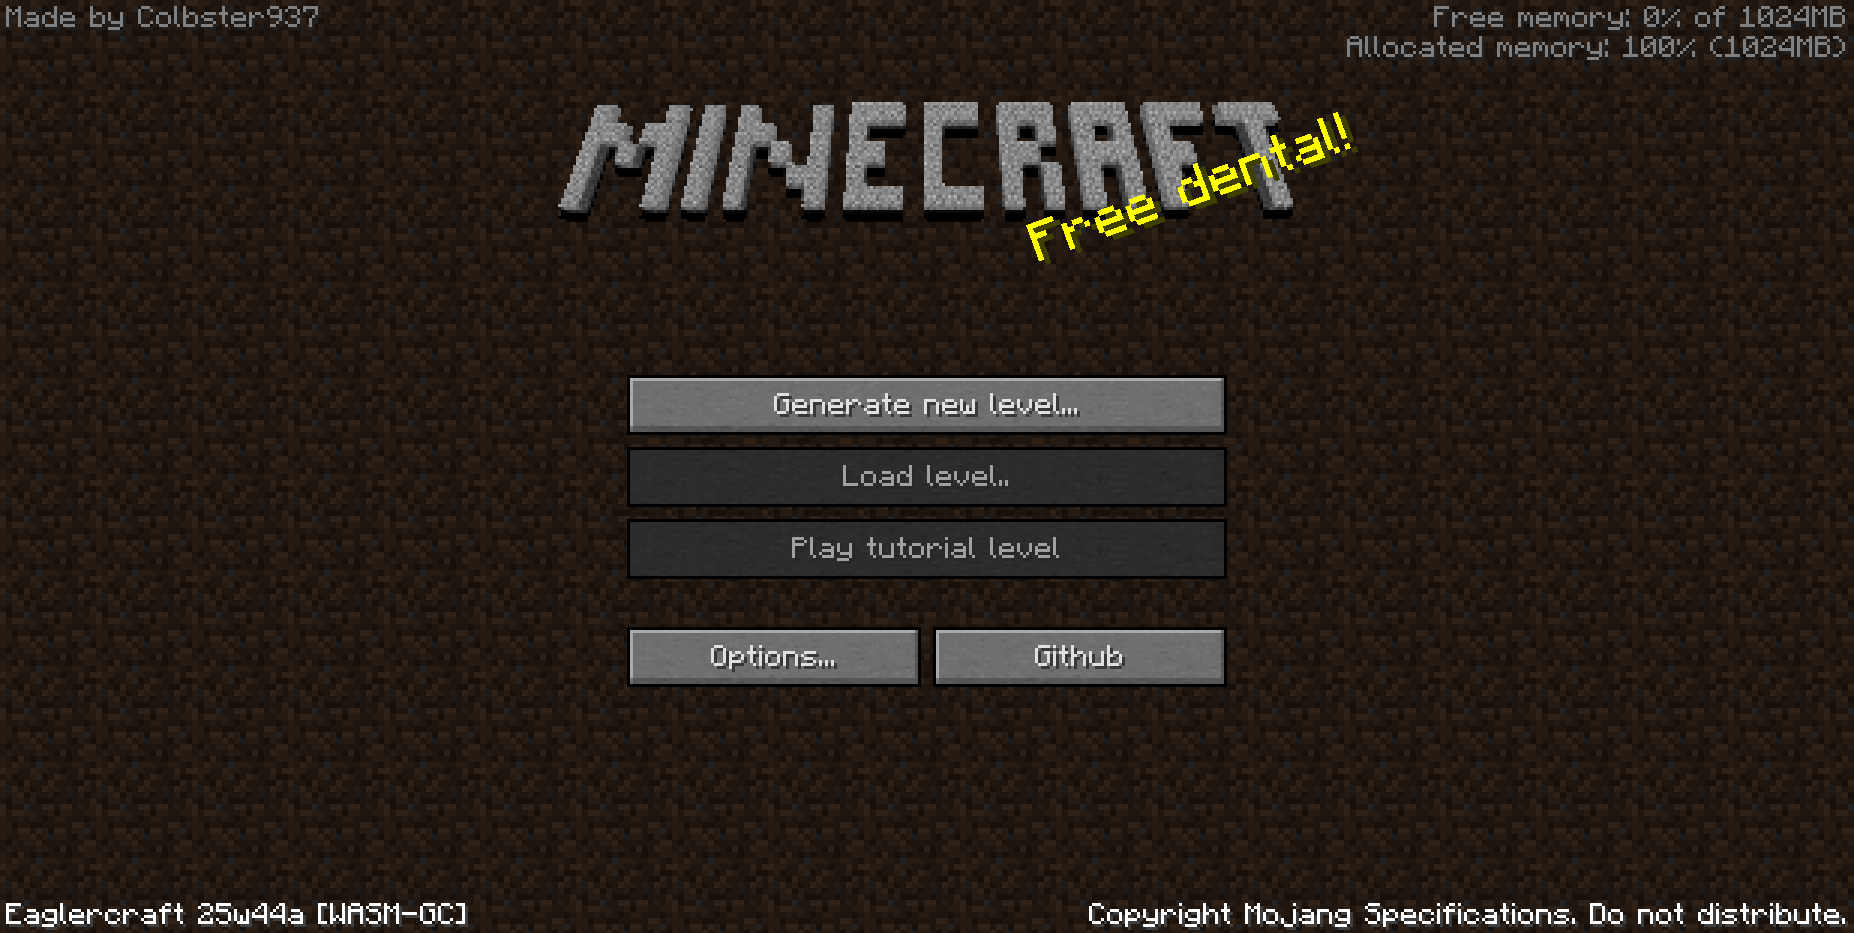 Made by Colbster937
Free memory: 0% of 1024MB
Allocated memory: 100% (1024MB)
MINECRAFT
Free dental!
Generate new level...
Load level..
Play tutorial level
Options...
Github
Eaglercraft 25w44a [WASM-GC]
Copyright Mojang Specifications. Do not distribute.